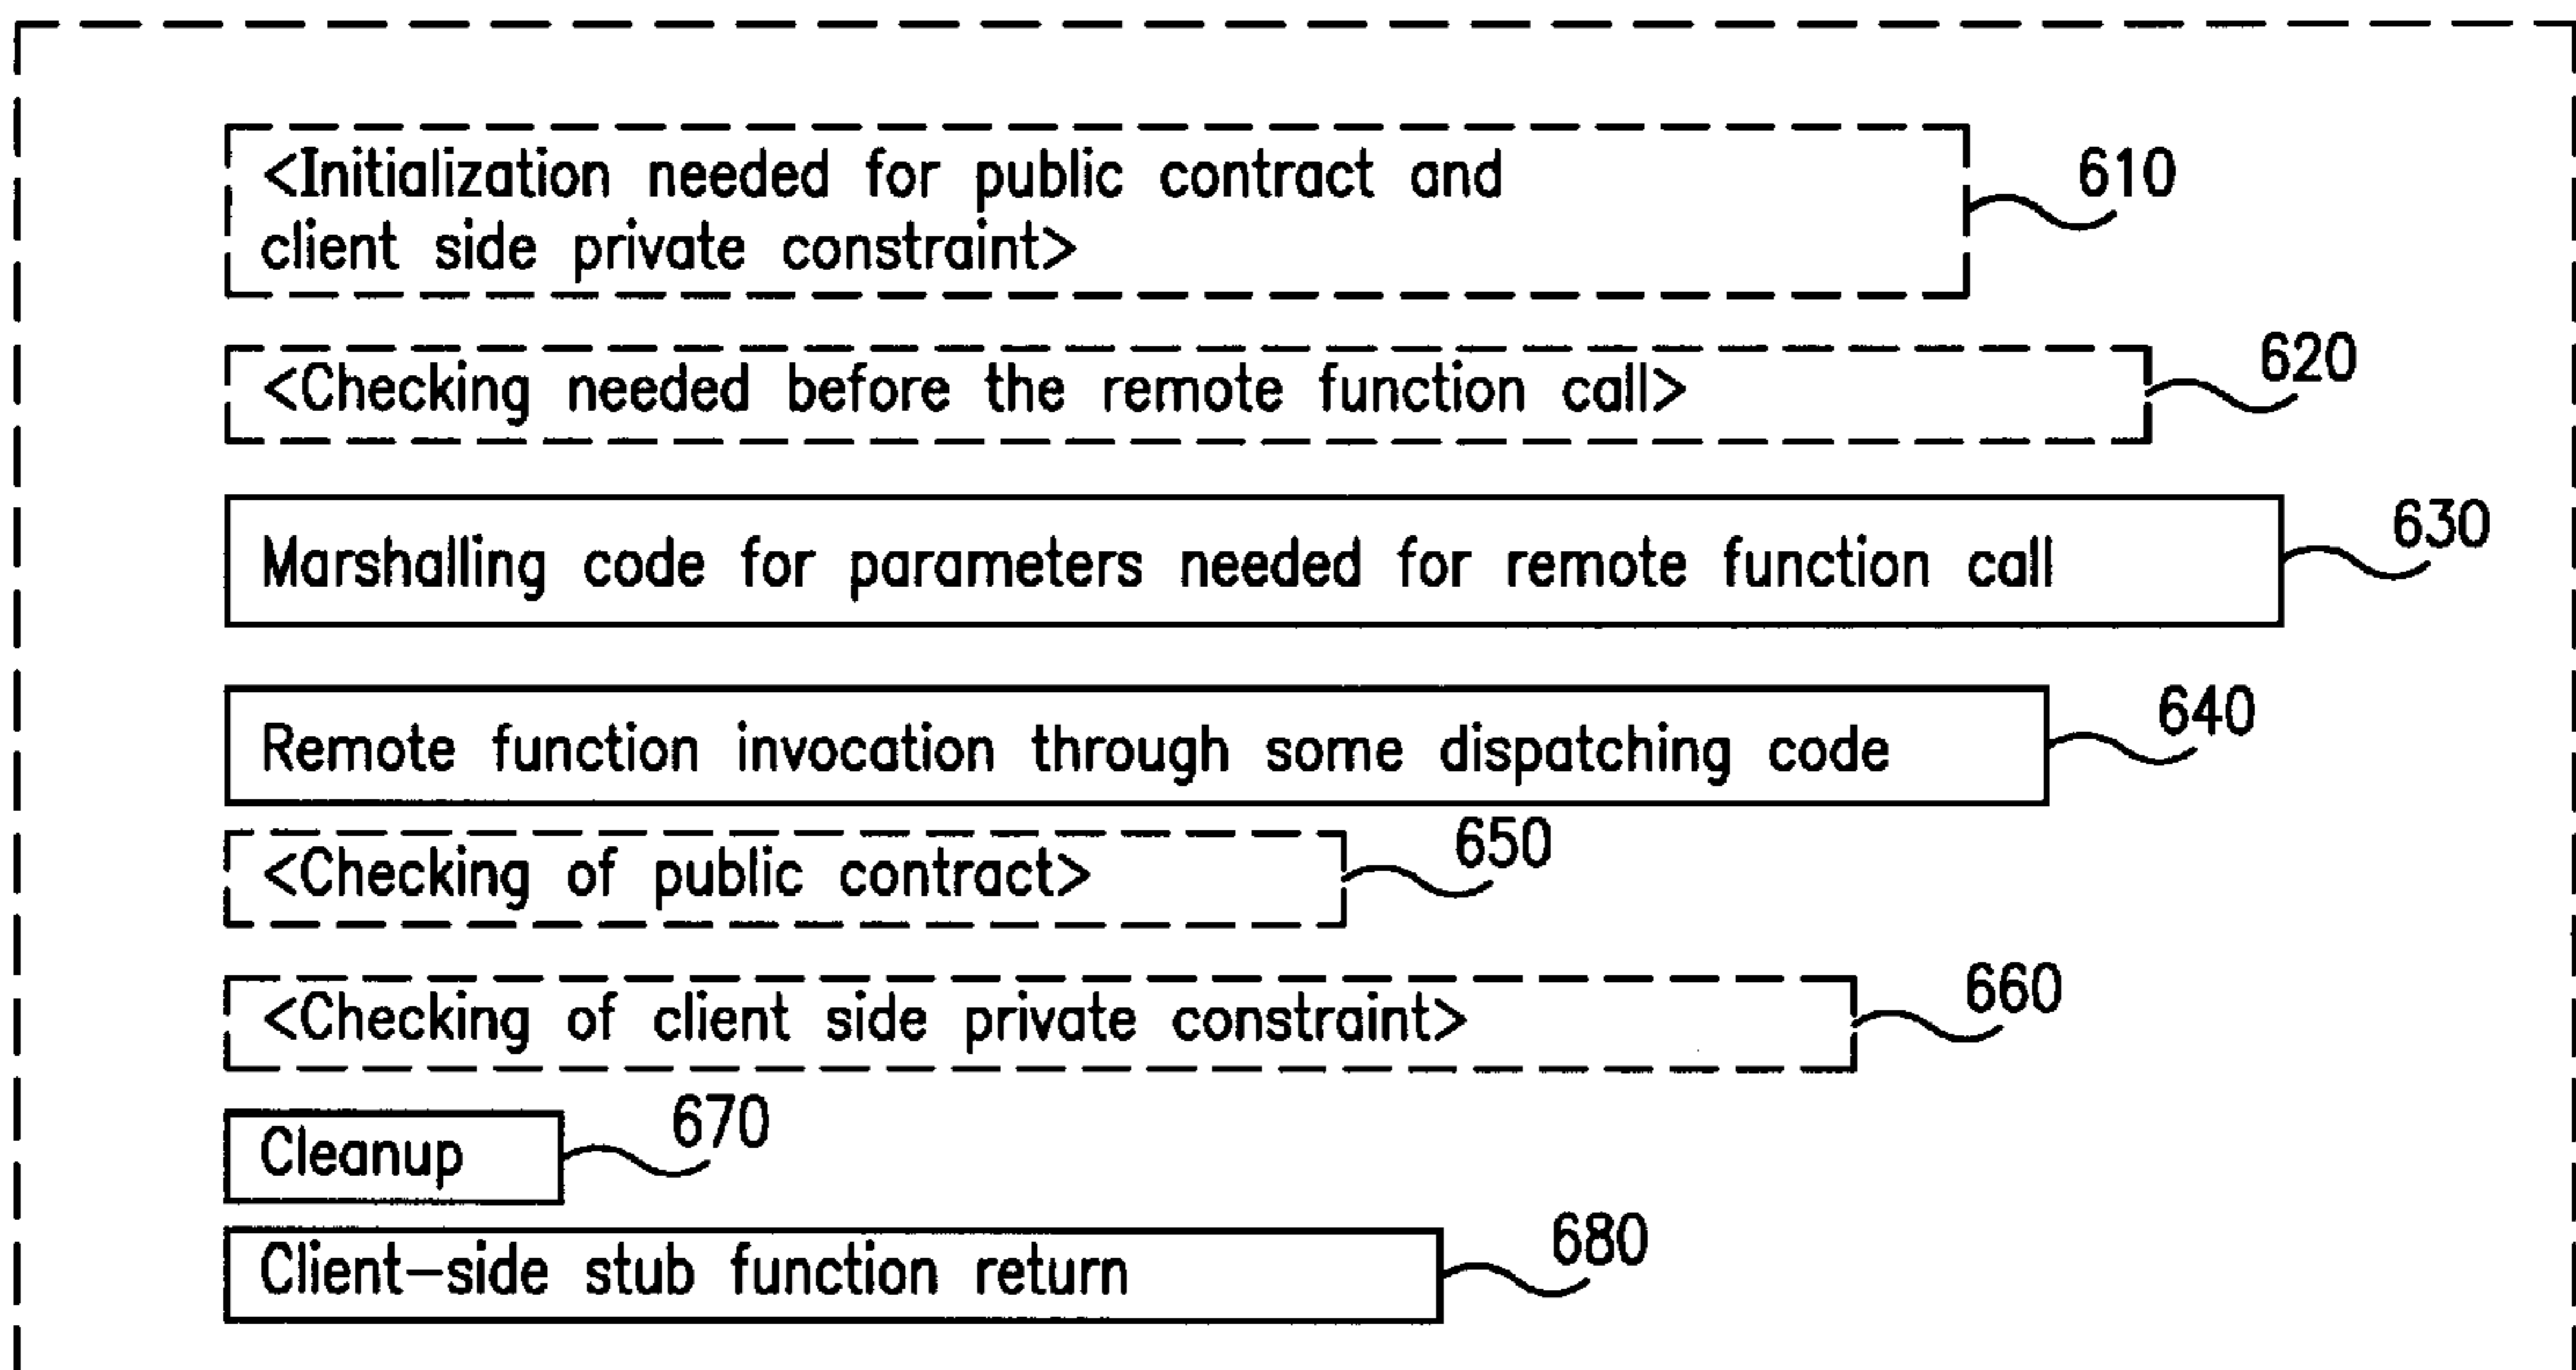 <Initialization needed for public contract and
client side private constraint>
610
<Checking needed before the remote function call>
620
Marshalling code for parameters needed for remote function call
630
Remote function invocation through some dispatching code
640
<Checking of public contract>
650
<Checking of client side private constraint>
660
Cleanup
670
Client-side stub function return
680